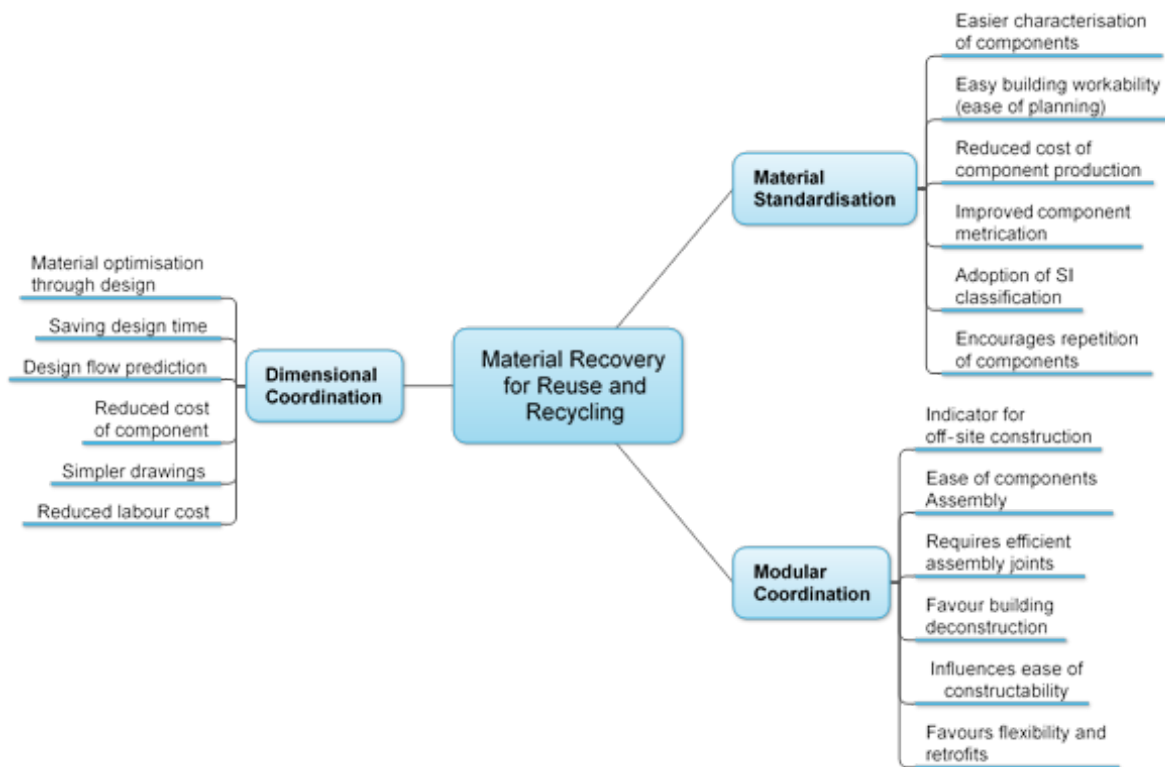 Material Recovery
for Reuse and
Recycling
Material
Standardisation
Easier characterisation
of components
Easy building workability
(ease of planning)
Reduced cost of
component production
Improved component
metrication
Adoption of SI
classification
Encourages repetition
of components
Dimensional
Coordination
Material optimisation
through design
Saving design time
Design flow prediction
Reduced cost
of component
Simpler drawings
Reduced labour cost
Modular
Coordination
Indicator for
off-site construction
Ease of components
Assembly
Requires efficient
assembly joints
Favour building
deconstruction
Influences ease of
constructability
Favours flexibility and
retrofits